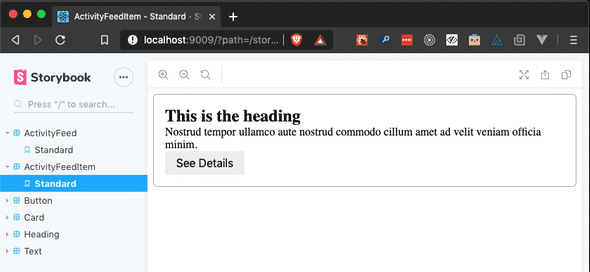 ActivityFeedItem - Standard · St
localhost:9009/?path=/stor...
Storybook
Press "/" to search...
ActivityFeed
Standard
ActivityFeedItem
Standard
Button
Card
Heading
Text
This is the heading
Nostrud tempor ullamco aute nostrud commodo cillum amet ad velit veniam officia
minim.
See Details